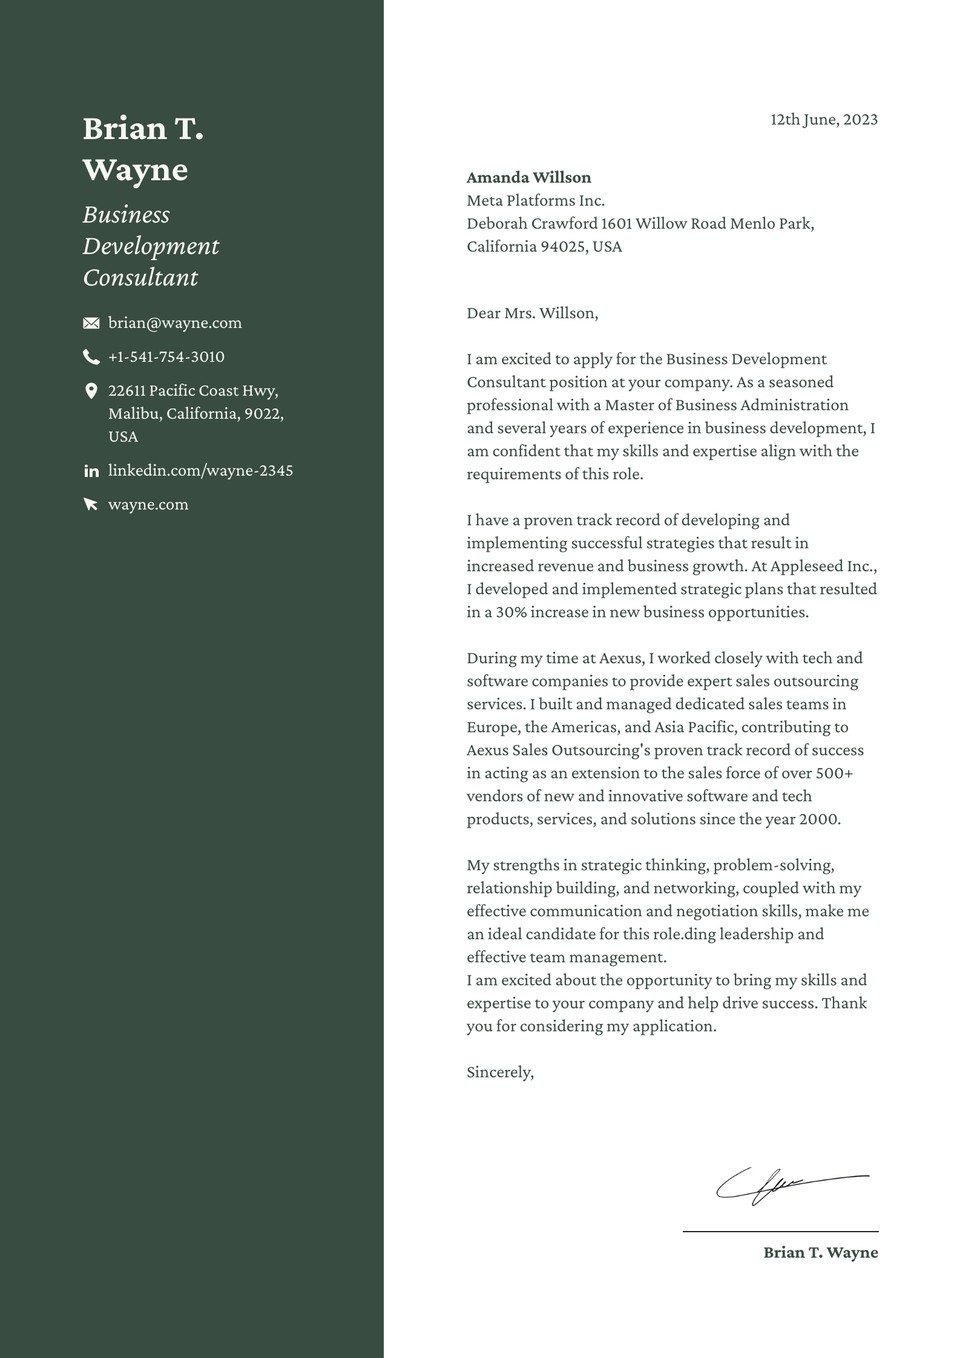 Brian T.
Wayne
Business
Development
Consultant
brian@wayne.com
+1-541-754-3010
22611 Pacific Coast Hwy,
Malibu, California, 9022,
USA
linkedin.com/wayne-2345
wayne.com
12th June, 2023
Amanda Willson
Meta Platforms Inc.
Deborah Crawford 1601 Willow Road Menlo Park,
California 94025, USA
Dear Mrs. Willson,
I am excited to apply for the Business Development
Consultant position at your company. As a seasoned
professional with a Master of Business Administration
and several years of experience in business development, I
am confident that my skills and expertise align with the
requirements of this role.
I have a proven track record of developing and
implementing successful strategies that result in
increased revenue and business growth. At Appleseed Inc.,
I developed and implemented strategic plans that resulted
in a 30% increase in new business opportunities.
During my time at Aexus, I worked closely with tech and
software companies to provide expert sales outsourcing
services. I built and managed dedicated sales teams in
Europe, the Americas, and Asia Pacific, contributing to
Aexus Sales Outsourcing's proven track record of success
in acting as an extension to the sales force of over 500+
vendors of new and innovative software and tech
products, services, and solutions since the year 2000.
My strengths in strategic thinking, problem-solving,
relationship building, and networking, coupled with my
effective communication and negotiation skills, make me
an ideal candidate for this role.ding leadership and
effective team management.
I am excited about the opportunity to bring my skills and
expertise to your company and help drive success. Thank
you for considering my application.
Sincerely,
Brian T. Wayne